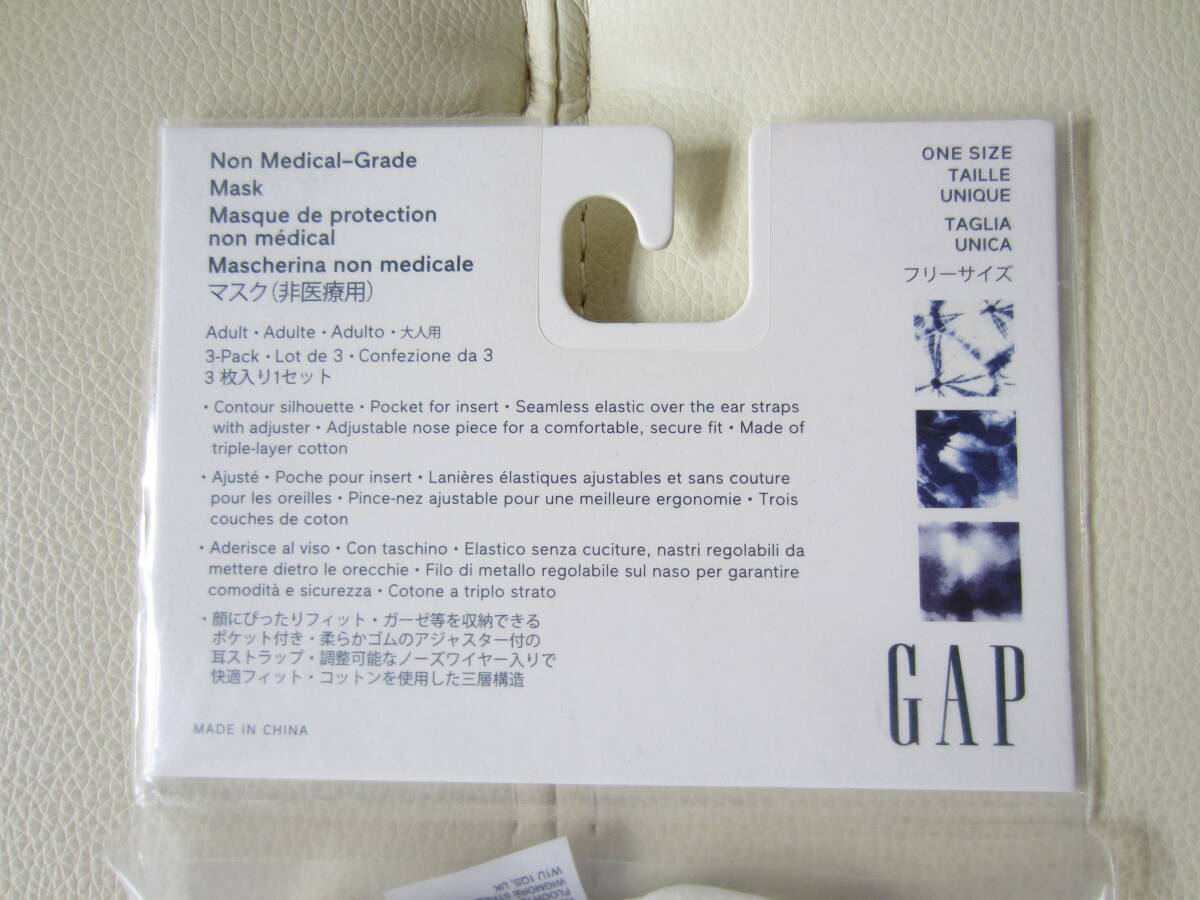 Non Medical–Grade
Mask
Masque de protection
non médical
Mascherina non medicale
マスク(非医療用)
Adult・Adulte・Adulto・大人用
3-Pack・Lot de 3・Confezione da 3
3 枚入り1セット
・Contour silhouette・Pocket for insert・Seamless elastic over the ear straps
with adjuster・Adjustable nose piece for a comfortable, secure fit・Made of
triple-layer cotton
・Ajusté・Poche pour insert・Lanières élastiques ajustables et sans couture
pour les oreilles・Pince-nez ajustable pour une meilleure ergonomie・Trois
couches de coton
・Aderisce al viso・Con taschino・Elastico senza cuciture, nastri regolabili da
mettere dietro le orecchie・Filo di metallo regolabile sul naso per garantire
comodità e sicurezza・Cotone a triplo strato
・顔にぴったりフィット・ガーゼ等を収納できる
ポケット付き・柔らかゴムのアジャスター付の
耳ストラップ・調整可能なノーズワイヤー入りで
快適フィット・コットンを使用した三層構造
MADE IN CHINA
ONE SIZE
TAILLE
UNIQUE
TAGLIA
UNICA
フリーサイズ
GAP
WIGMORE
W1U 1QS, UK